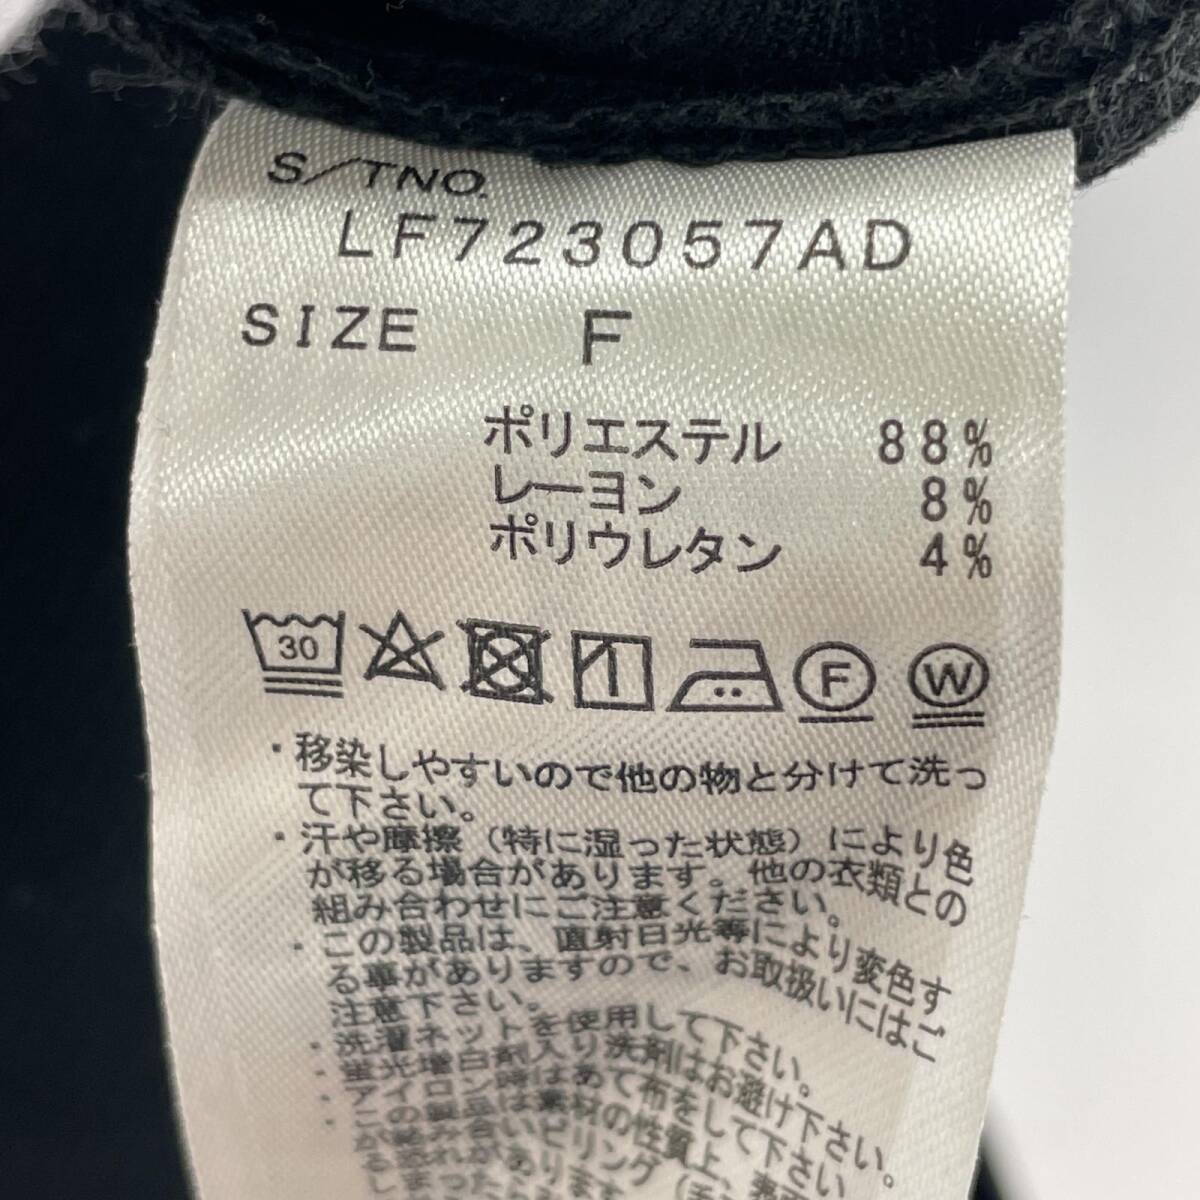 S/TNO.
LF723057AD
SIZE F
ポリエステル 88%
レーヨン 8%
ポリウレタン 4%
30
F
W
・移染しやすいので他の物と分けて洗っ
て下さい。
・汗や摩擦（特に湿った状態）により色
が移る場合があります。他の衣類との
組み合わせにご注意ください。
・この製品は、直射日光等により変色す
る事がありますので、お取扱いにはご
注意下さい。
・洗濯ネットを使用して下さい。
・蛍光増白剤入り洗剤はお避け下さい。
アイロン時はあて布をして下さい